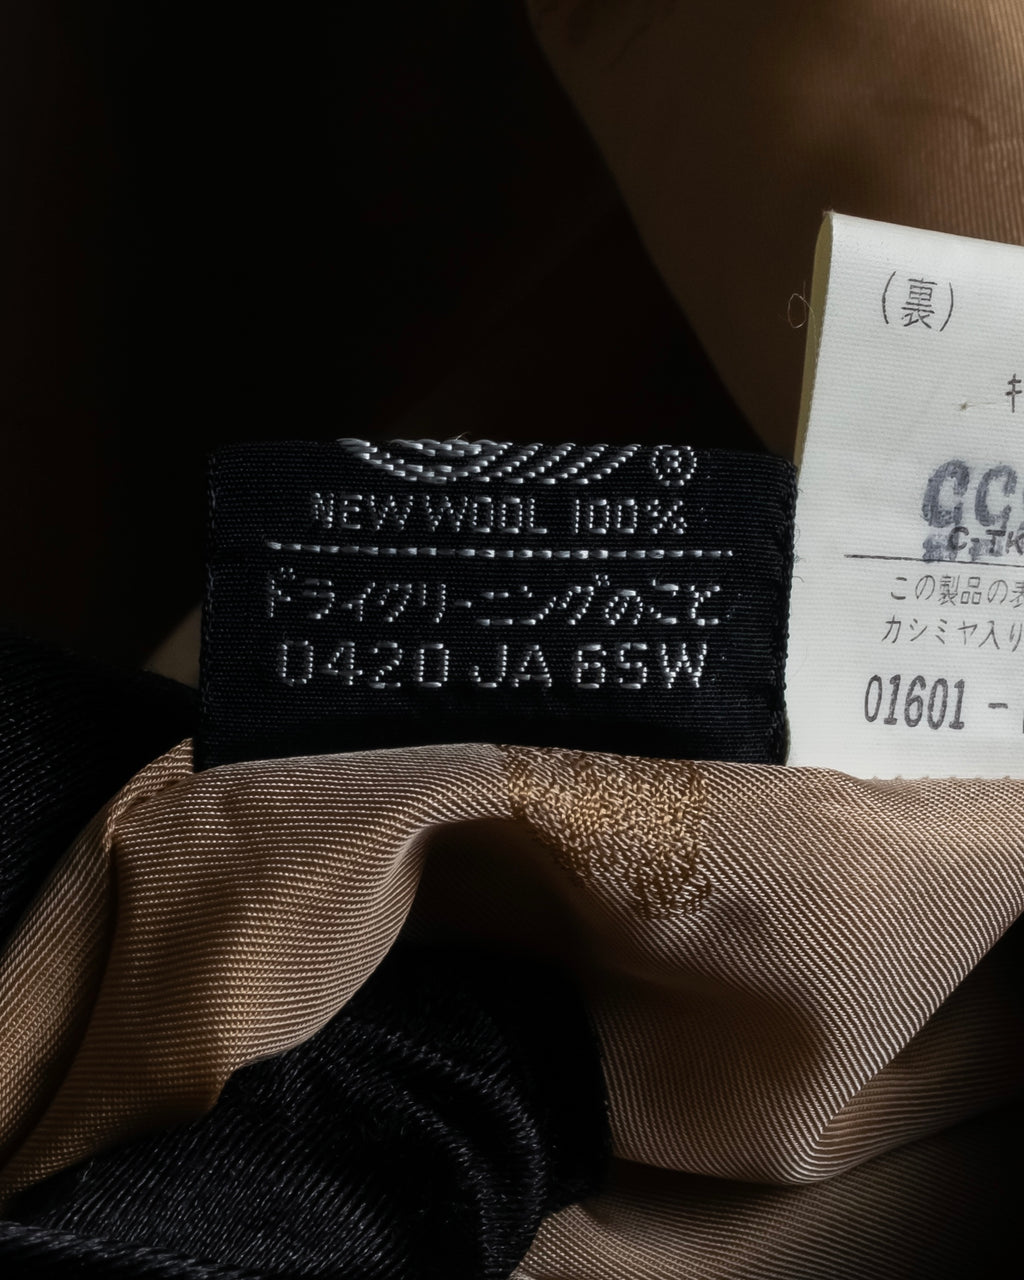 ®
NEW WOOL 100%
ドライクリーニングのこと
0420 JA 6SW
(裏)
この製品の
カシミヤ入り
01601 -